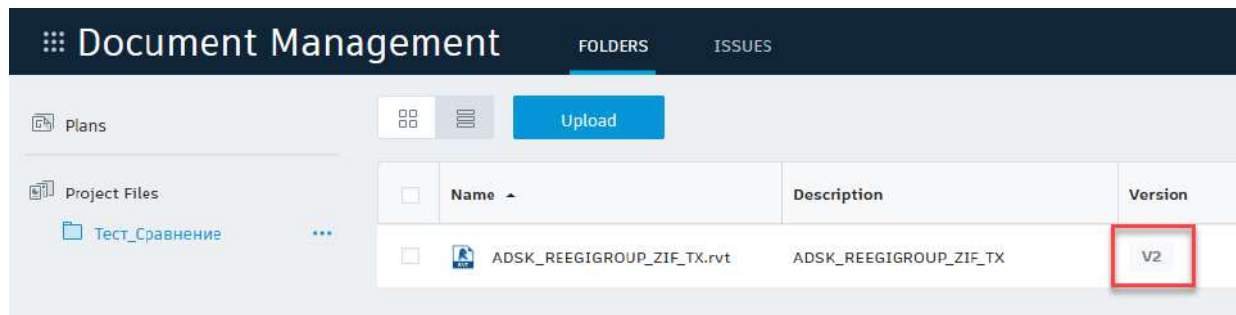 Document Management FOLDERS ISSUES
Plans
Upload
Project Files
Name Description Version
Тест_Сравнение
ADSK_REEGIGROUP_ZIF_TX.rvt ADSK_REEGIGROUP_ZIF_TX V2